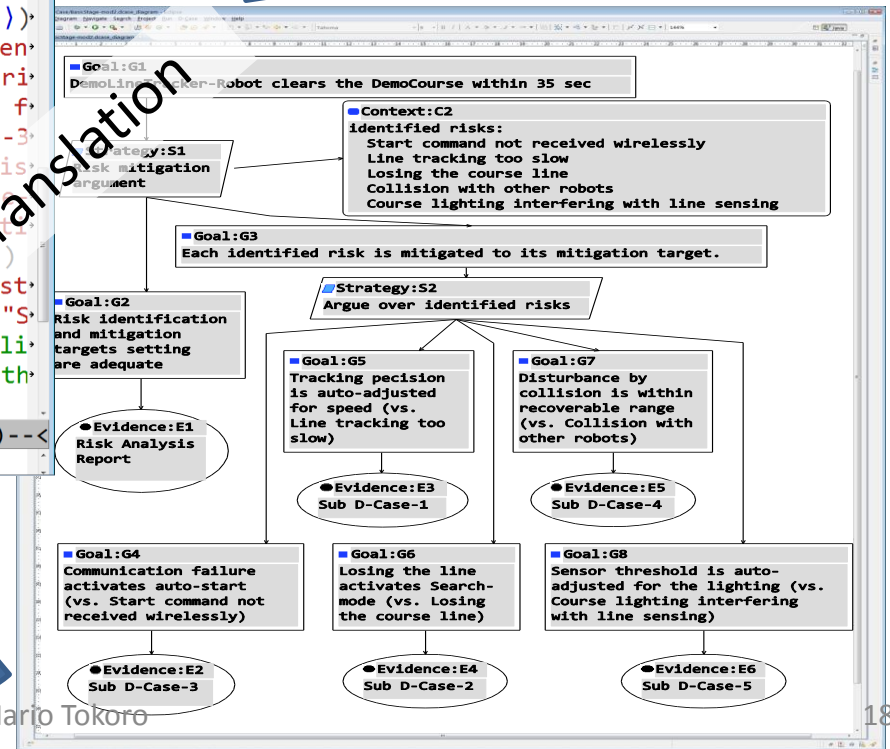 Diagram Navigate Search Project
Goal:G1
DemoLineTracker-Robot clears the DemoCourse within 35 sec
Context:C2
identified risks:
Start command not received wirelessly
Line tracking too slow
Losing the course line
Collision with other robots
Course lighting interfering with line sensing
Strategy:S1
Risk mitigation
argument
Goal:G3
Each identified risk is mitigated to its mitigation target.
Strategy:S2
Argue over identified risks
Goal:G2
Risk identification
and mitigation
targets setting
are adequate
Goal:G5
Tracking pecision
is auto-adjusted
for speed (vs.
Line tracking too
slow)
Goal:G7
Disturbance by
collision is within
recoverable range
(vs. Collision with
other robots)
Evidence:E1
Risk Analysis
Report
Evidence:E3
Sub D-Case-1
Evidence:E5
Sub D-Case-4
Goal:G4
Communication failure
activates auto-start
(vs. Start command not
received wirelessly)
Goal:G6
Losing the line
activates Search-
mode (vs. Losing
the course line)
Goal:G8
Sensor threshold is auto-
adjusted for the lighting (vs.
Course lighting interfering
with line sensing)
Evidence:E2
Sub D-Case-3
Evidence:E4
Sub D-Case-2
Evidence:E6
Sub D-Case-5
anslation
ario Tokoro
18